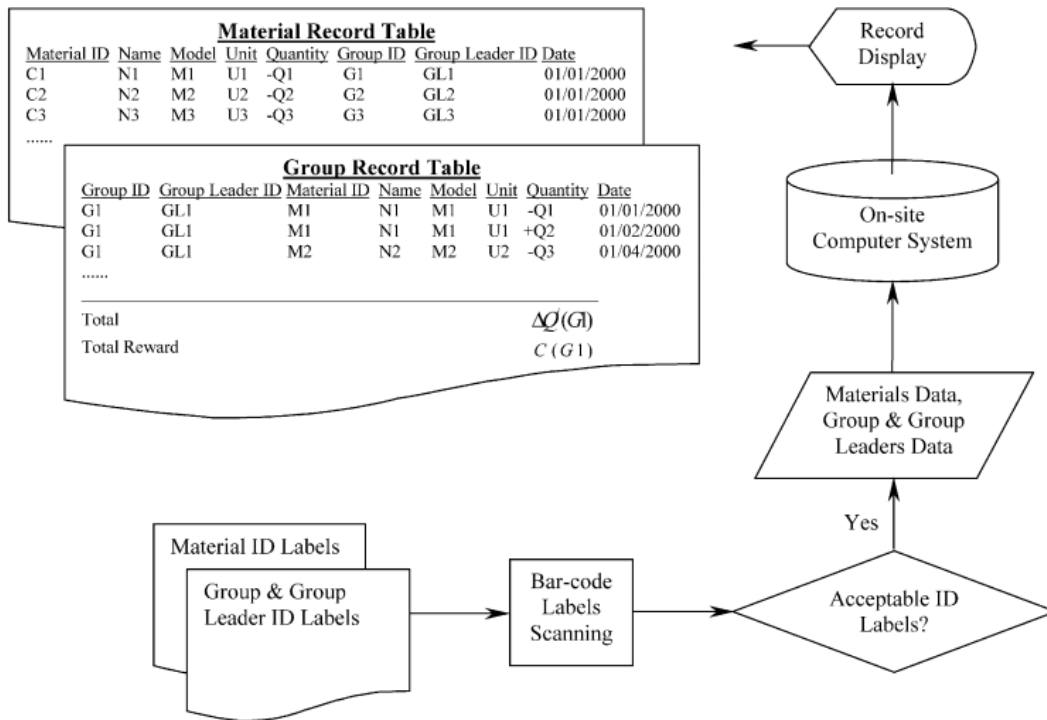 Material Record Table
Material ID Name Model Unit Quantity Group ID Group Leader ID Date
C1 N1 M1 U1 -Q1 G1 GL1 01/01/2000
C2 N2 M2 U2 -Q2 G2 GL2 01/01/2000
C3 N3 M3 U3 -Q3 G3 GL3 01/01/2000
......
Group Record Table
Group ID Group Leader ID Material ID Name Model Unit Quantity Date
G1 GL1 M1 N1 M1 U1 -Q1 01/01/2000
G1 GL1 M1 N1 M1 U1 +Q2 01/02/2000
G1 GL1 M2 N2 M2 U2 -Q3 01/04/2000
......
Total ΔQ(G1)
Total Reward C (G 1)
Record
Display
On-site
Computer System
Materials Data,
Group & Group
Leaders Data
Yes
Material ID Labels
Group & Group
Leader ID Labels
Bar-code
Labels
Scanning
Acceptable ID
Labels?